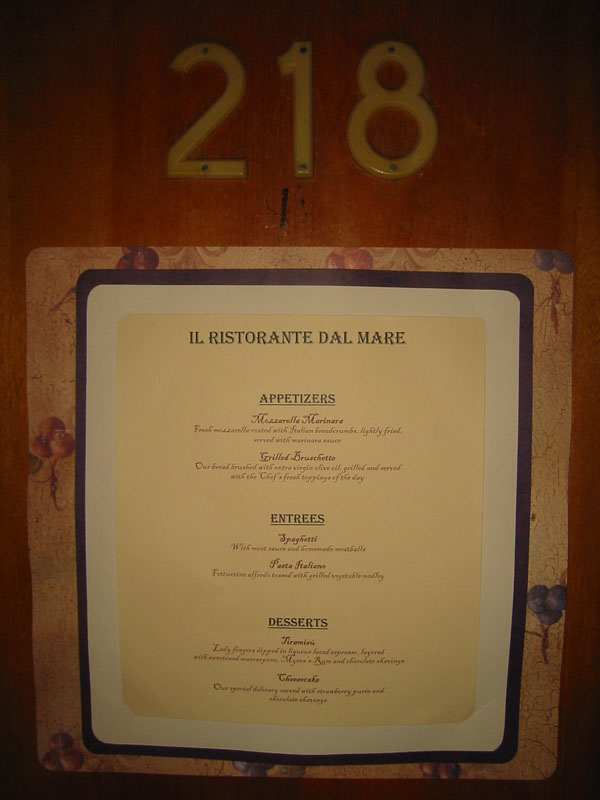 218
IL RISTORANTE DAL MARE
APPETIZERS
Mozzarella Marinara
Fresh mozzarella coated with Italian breadcrumbs, lightly fried,
served with marinara sauce
Grilled Bruschette
Our bread brushed with extra virgin olive oil, grilled and served
with the Chef's fresh toppings of the day
ENTREES
Spaghetti
With meat sauce and homemade meatballs
Pasta Italiano
Fettuccine alfredo tossed with grilled vegetable medley
DESSERTS
Tiramisú
Lady fingers dipped in liqueur laced espresso, layered
with sweetened mascarpone, Myers's Rum and chocolate shavings
Cheesecake
Our special delicacy served with strawberry purée and
chocolate shavings